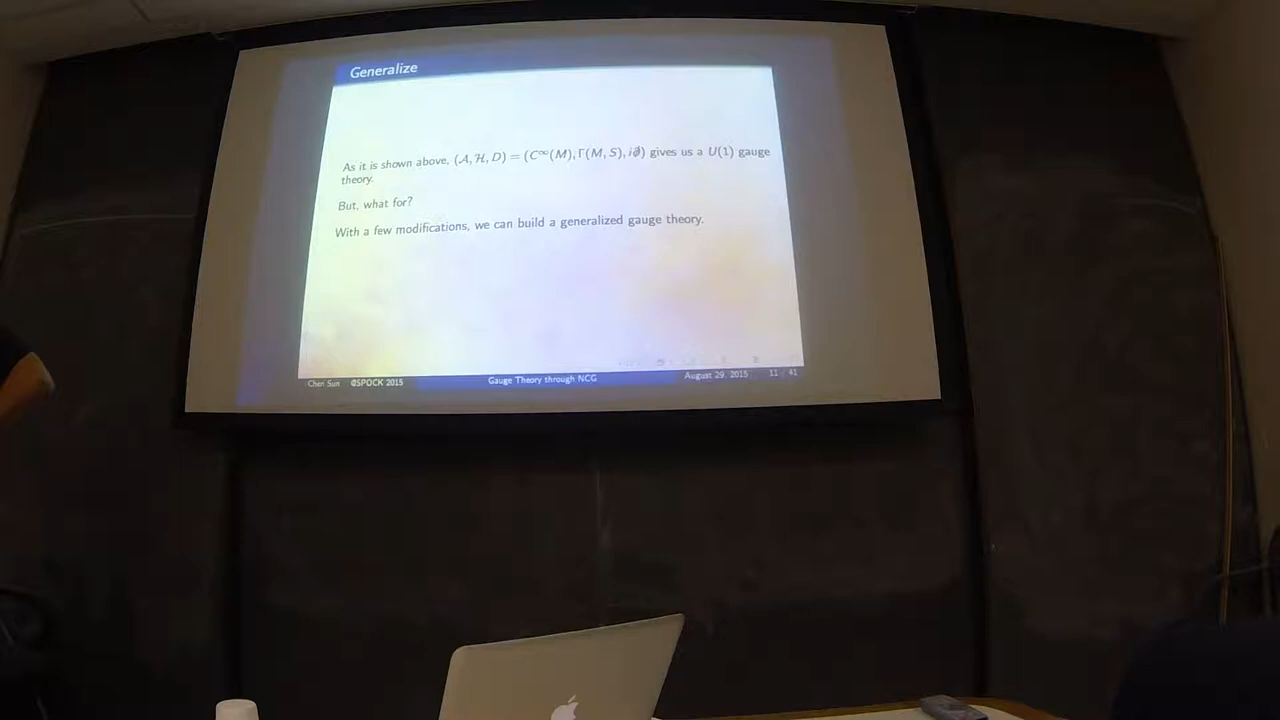 Generalize
As it is shown above, (𝒜, ℋ, D) = (C^∞(M), Γ(M, S), i∂̸) gives us a U(1) gauge
theory.
But, what for?
With a few modifications, we can build a generalized gauge theory.
Chen Sun @SPOCK 2015 Gauge Theory through NCG August 29, 2015 11 / 41